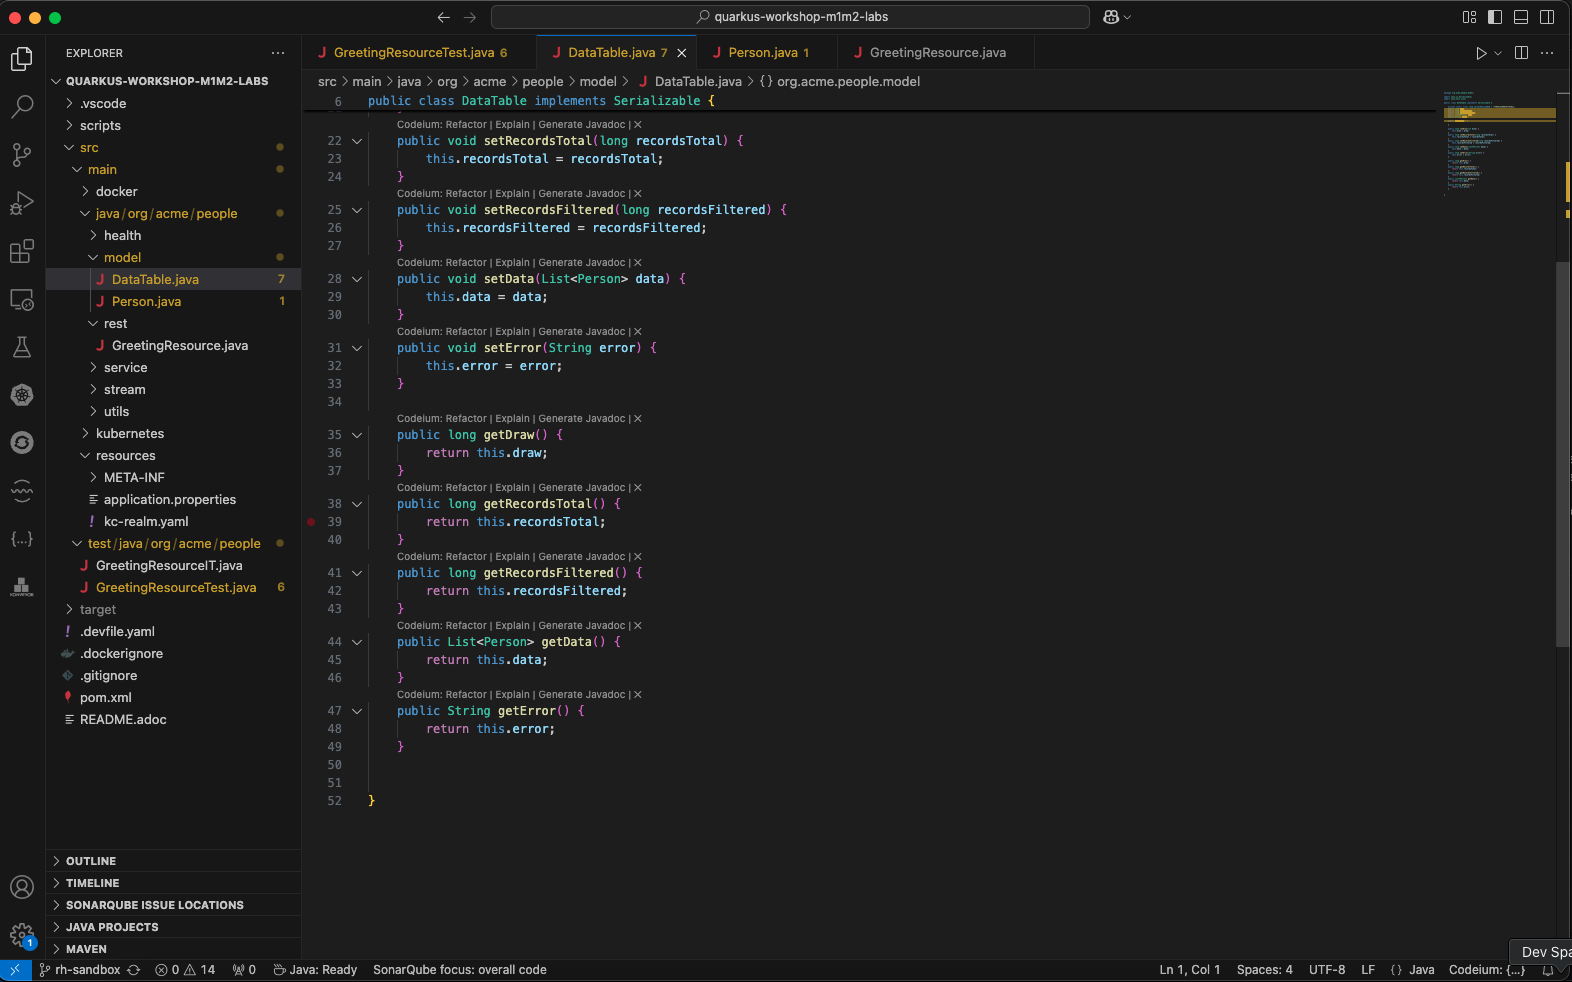 quarkus-workshop-m1m2-labs
EXPLORER
QUARKUS-WORKSHOP-M1M2-LABS
.vscode
scripts
src
main
docker
java/org/acme/people
health
model
DataTable.java 7
Person.java 1
rest
GreetingResource.java
service
stream
utils
kubernetes
resources
META-INF
application.properties
! kc-realm.yaml
test/java/org/acme/people
GreetingResourceIT.java
GreetingResourceTest.java 6
target
! .devfile.yaml
.dockerignore
.gitignore
pom.xml
README.adoc
OUTLINE
TIMELINE
SONARQUBE ISSUE LOCATIONS
JAVA PROJECTS
MAVEN
GreetingResourceTest.java 6
DataTable.java 7
Person.java 1
GreetingResource.java
src > main > java > org > acme > people > model > J DataTable.java > {} org.acme.people.model
6 public class DataTable implements Serializable {
Codeium: Refactor | Explain | Generate Javadoc | X
22 public void setRecordsTotal(long recordsTotal) {
23 this.recordsTotal = recordsTotal;
24 }
Codeium: Refactor | Explain | Generate Javadoc | X
25 public void setRecordsFiltered(long recordsFiltered) {
26 this.recordsFiltered = recordsFiltered;
27 }
Codeium: Refactor | Explain | Generate Javadoc | X
28 public void setData(List<Person> data) {
29 this.data = data;
30 }
Codeium: Refactor | Explain | Generate Javadoc | X
31 public void setError(String error) {
32 this.error = error;
33 }
34
Codeium: Refactor | Explain | Generate Javadoc | X
35 public long getDraw() {
36 return this.draw;
37 }
Codeium: Refactor | Explain | Generate Javadoc | X
38 public long getRecordsTotal() {
39 return this.recordsTotal;
40 }
Codeium: Refactor | Explain | Generate Javadoc | X
41 public long getRecordsFiltered() {
42 return this.recordsFiltered;
43 }
Codeium: Refactor | Explain | Generate Javadoc | X
44 public List<Person> getData() {
45 return this.data;
46 }
Codeium: Refactor | Explain | Generate Javadoc | X
47 public String getError() {
48 return this.error;
49 }
50
51
52 }
Dev Spa
1
rh-sandbox 0 14 0 Java: Ready SonarQube focus: overall code
Ln 1, Col 1 Spaces: 4 UTF-8 LF {} Java Codeium: {...}